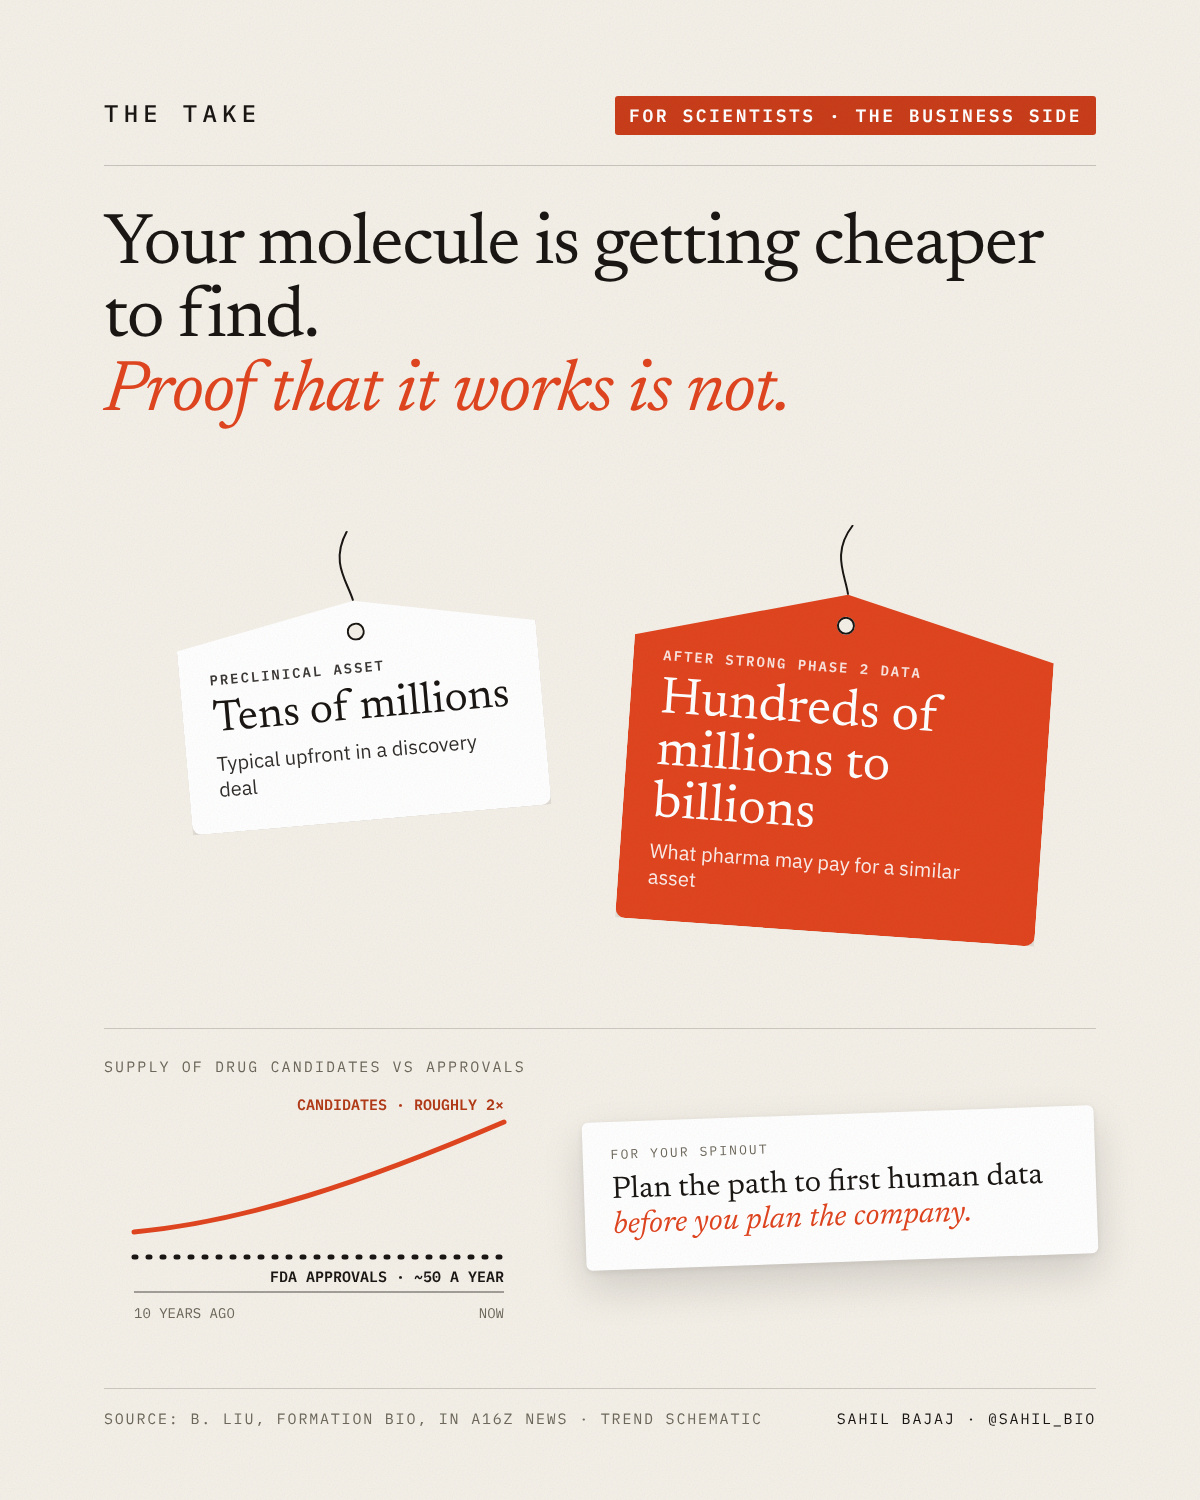 THE TAKE
FOR SCIENTISTS · THE BUSINESS SIDE
Your molecule is getting cheaper
to find.
Proof that it works is not.
PRECLINICAL ASSET
Tens of millions
Typical upfront in a discovery
deal
AFTER STRONG PHASE 2 DATA
Hundreds of
millions to
billions
What pharma may pay for a similar
asset
SUPPLY OF DRUG CANDIDATES VS APPROVALS
CANDIDATES · ROUGHLY 2×
FDA APPROVALS · ~50 A YEAR
10 YEARS AGO
NOW
FOR YOUR SPINOUT
Plan the path to first human data
before you plan the company.
SOURCE: B. LIU, FORMATION BIO, IN A16Z NEWS · TREND SCHEMATIC
SAHIL BAJAJ · @SAHIL_BIO